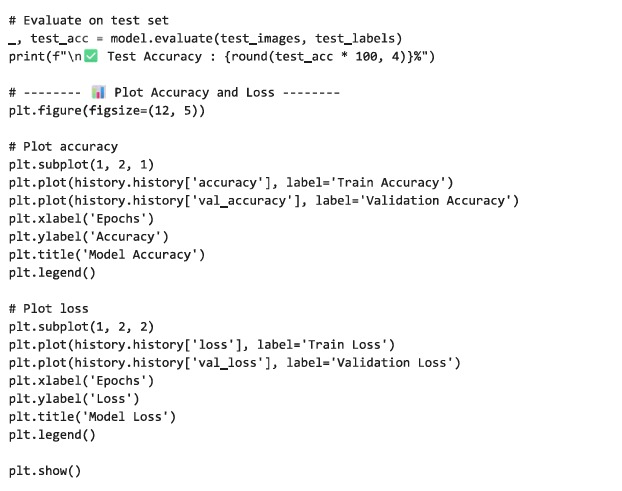 # Evaluate on test set
_, test_acc = model.evaluate(test_images, test_labels)
print(f"\n✅ Test Accuracy : {round(test_acc * 100, 4)}%")
# -------- 📊 Plot Accuracy and Loss --------
plt.figure(figsize=(12, 5))
# Plot accuracy
plt.subplot(1, 2, 1)
plt.plot(history.history['accuracy'], label='Train Accuracy')
plt.plot(history.history['val_accuracy'], label='Validation Accuracy')
plt.xlabel('Epochs')
plt.ylabel('Accuracy')
plt.title('Model Accuracy')
plt.legend()
# Plot loss
plt.subplot(1, 2, 2)
plt.plot(history.history['loss'], label='Train Loss')
plt.plot(history.history['val_loss'], label='Validation Loss')
plt.xlabel('Epochs')
plt.ylabel('Loss')
plt.title('Model Loss')
plt.legend()
plt.show()